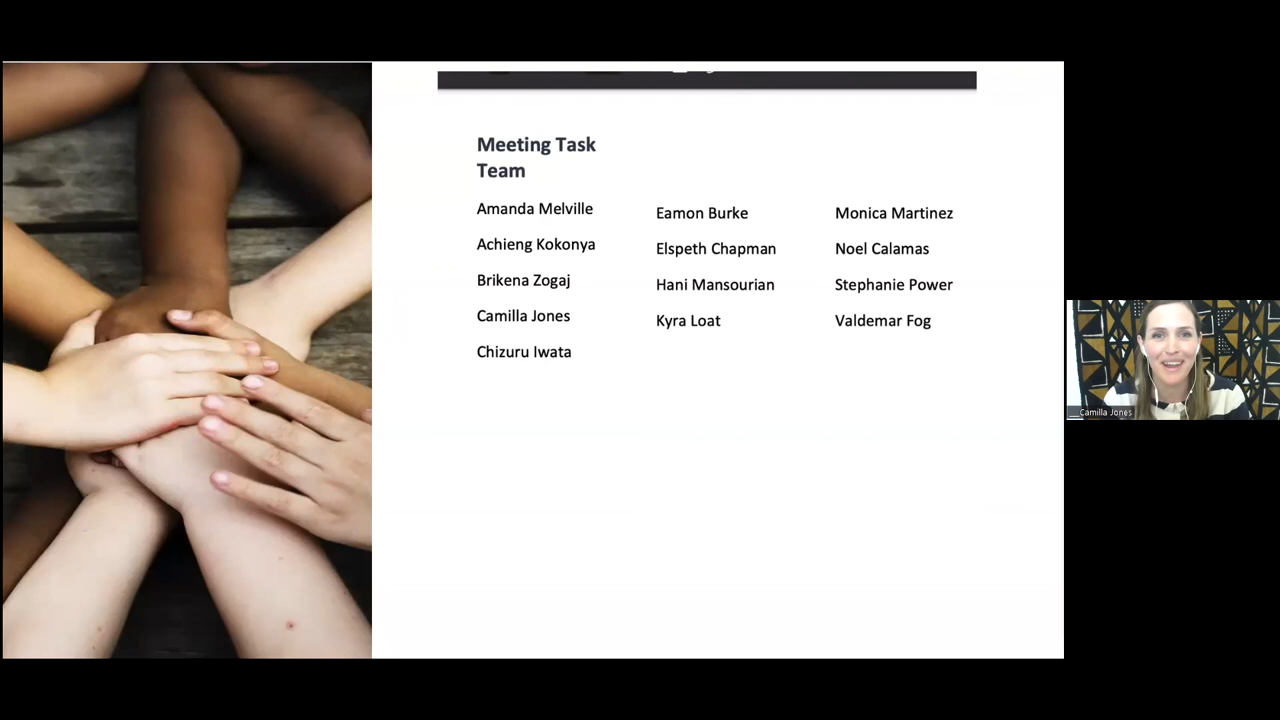 Meeting Task
Team
Amanda Melville
Achieng Kokonya
Brikena Zogaj
Camilla Jones
Chizuru Iwata
Eamon Burke
Elspeth Chapman
Hani Mansourian
Kyra Loat
Monica Martinez
Noel Calamas
Stephanie Power
Valdemar Fog
Camilla Jones